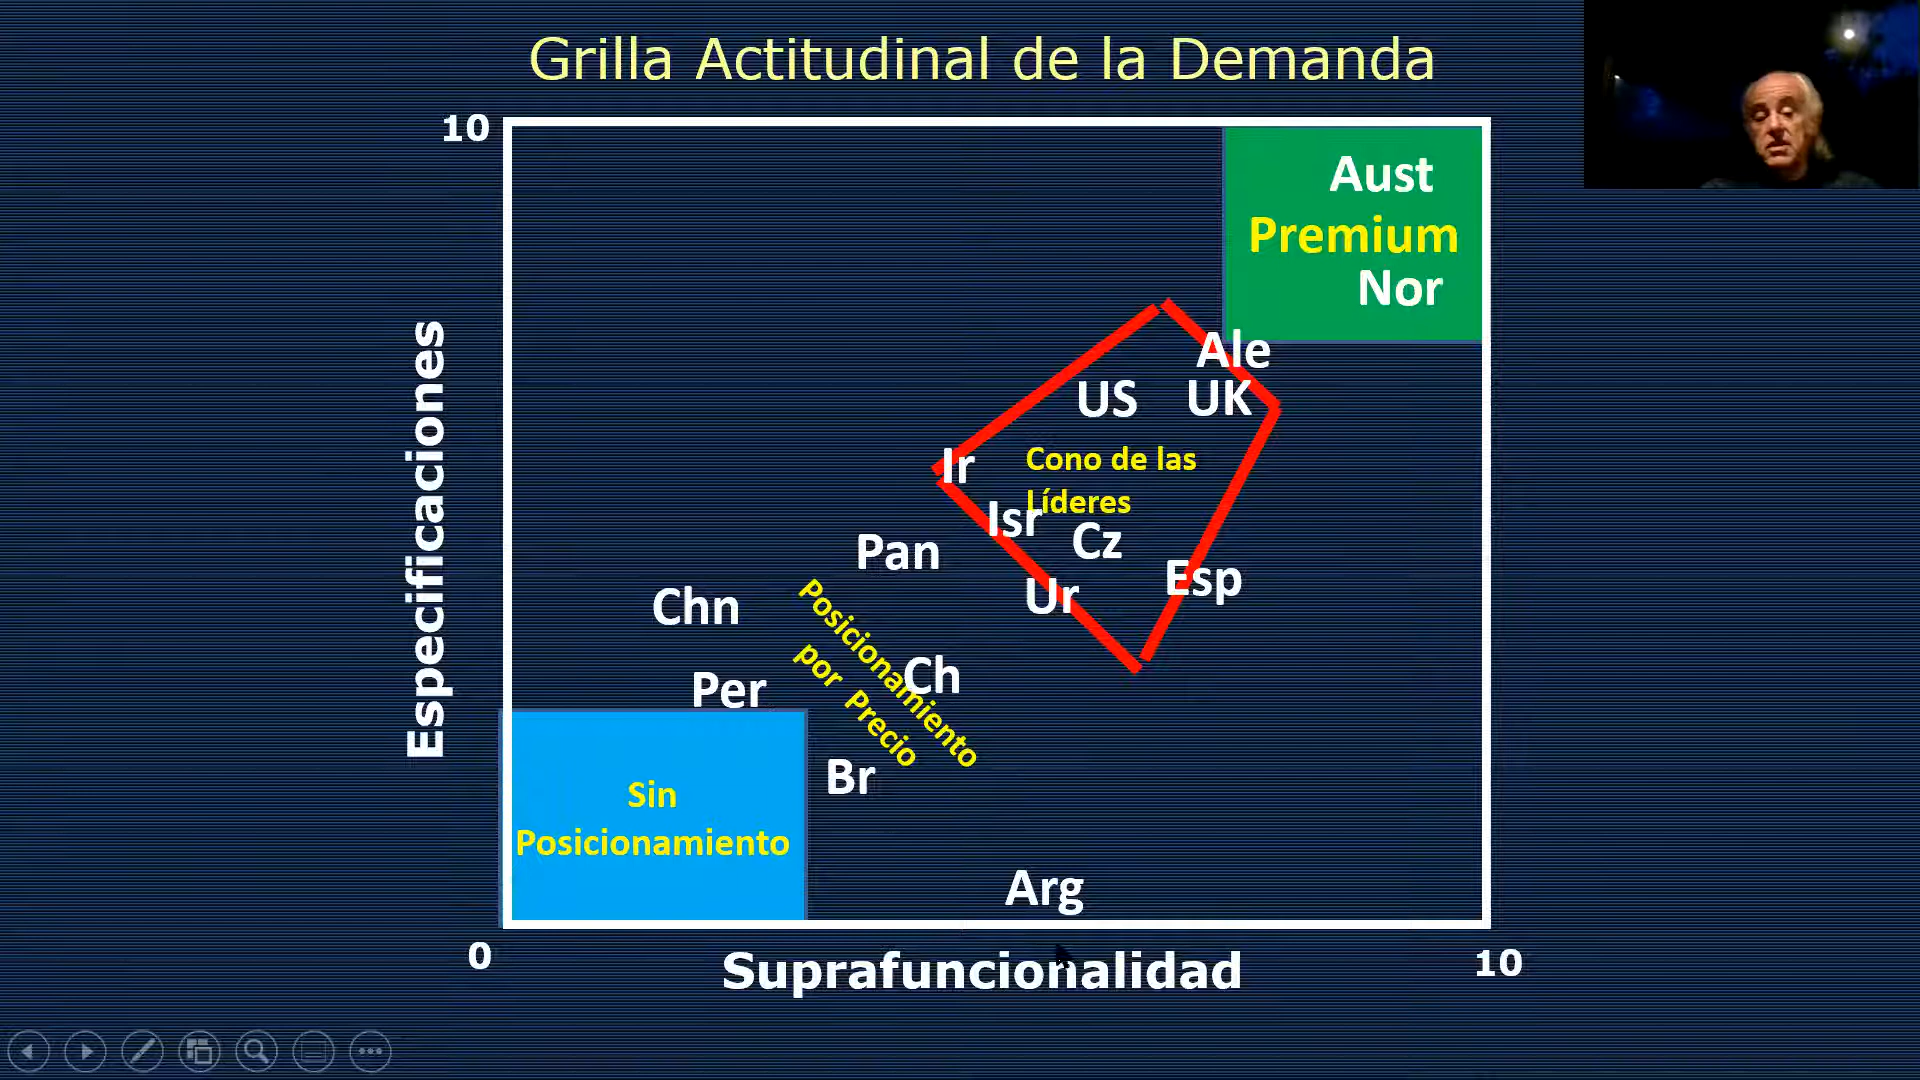 Grilla Actitudinal de la Demanda
10
Aust
Premium
Nor
Especificaciones
Ale
US
UK
Ir
Cono de las
Líderes
Isr
Cz
Pan
Esp
Ur
Chn
Posicionamiento
por Precio
Ch
Per
Br
Sin
Posicionamiento
Arg
0
Suprafuncionalidad
10